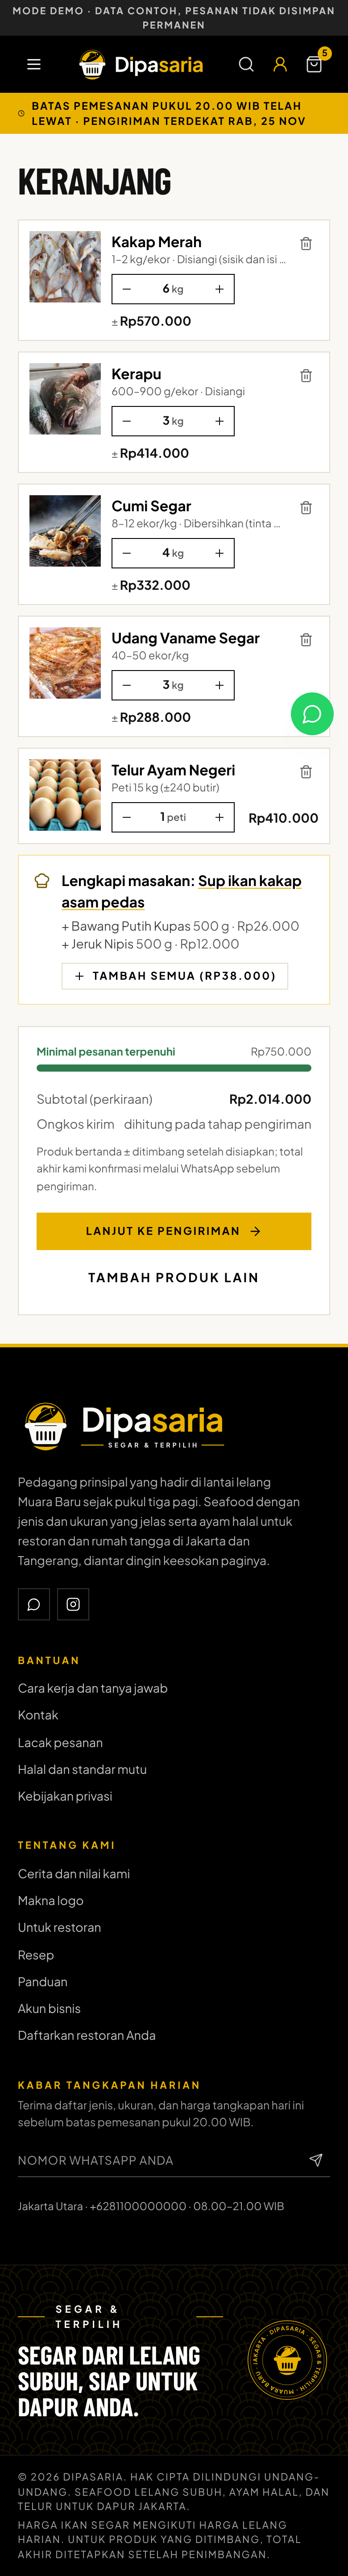 MODE DEMO · DATA CONTOH, PESANAN TIDAK DISIMPAN
PERMANEN
Dipasaria
5
BATAS PEMESANAN PUKUL 20.00 WIB TELAH
LEWAT · PENGIRIMAN TERDEKAT RAB, 25 NOV
KERANJANG
Kakap Merah
1–2 kg/ekor · Disiangi (sisik dan isi ...
− 6 kg +
± Rp570.000
Kerapu
600–900 g/ekor · Disiangi
− 3 kg +
± Rp414.000
Cumi Segar
8–12 ekor/kg · Dibersihkan (tinta ...
− 4 kg +
± Rp332.000
Udang Vaname Segar
40–50 ekor/kg
− 3 kg +
± Rp288.000
Telur Ayam Negeri
Peti 15 kg (±240 butir)
− 1 peti + Rp410.000
Lengkapi masakan: Sup ikan kakap
asam pedas
+ Bawang Putih Kupas 500 g · Rp26.000
+ Jeruk Nipis 500 g · Rp12.000
+ TAMBAH SEMUA (RP38.000)
Minimal pesanan terpenuhi Rp750.000
Subtotal (perkiraan) Rp2.014.000
Ongkos kirim dihitung pada tahap pengiriman
Produk bertanda ± ditimbang setelah disiapkan; total
akhir kami konfirmasi melalui WhatsApp sebelum
pengiriman.
LANJUT KE PENGIRIMAN →
TAMBAH PRODUK LAIN
Dipasaria
SEGAR & TERPILIH
Pedagang prinsipal yang hadir di lantai lelang
Muara Baru sejak pukul tiga pagi. Seafood dengan
jenis dan ukuran yang jelas serta ayam halal untuk
restoran dan rumah tangga di Jakarta dan
Tangerang, diantar dingin keesokan paginya.
BANTUAN
Cara kerja dan tanya jawab
Kontak
Lacak pesanan
Halal dan standar mutu
Kebijakan privasi
TENTANG KAMI
Cerita dan nilai kami
Makna logo
Untuk restoran
Resep
Panduan
Akun bisnis
Daftarkan restoran Anda
KABAR TANGKAPAN HARIAN
Terima daftar jenis, ukuran, dan harga tangkapan hari ini
sebelum batas pemesanan pukul 20.00 WIB.
NOMOR WHATSAPP ANDA
Jakarta Utara · +6281100000000 · 08.00–21.00 WIB
SEGAR &
TERPILIH
SEGAR DARI LELANG
SUBUH, SIAP UNTUK
DAPUR ANDA.
DIPASARIA · SEGAR & TERPILIH · MUARA BARU · JAKARTA ·
© 2026 DIPASARIA. HAK CIPTA DILINDUNGI UNDANG-
UNDANG. SEAFOOD LELANG SUBUH, AYAM HALAL, DAN
TELUR UNTUK DAPUR JAKARTA.
HARGA IKAN SEGAR MENGIKUTI HARGA LELANG
HARIAN. UNTUK PRODUK YANG DITIMBANG, TOTAL
AKHIR DITETAPKAN SETELAH PENIMBANGAN.